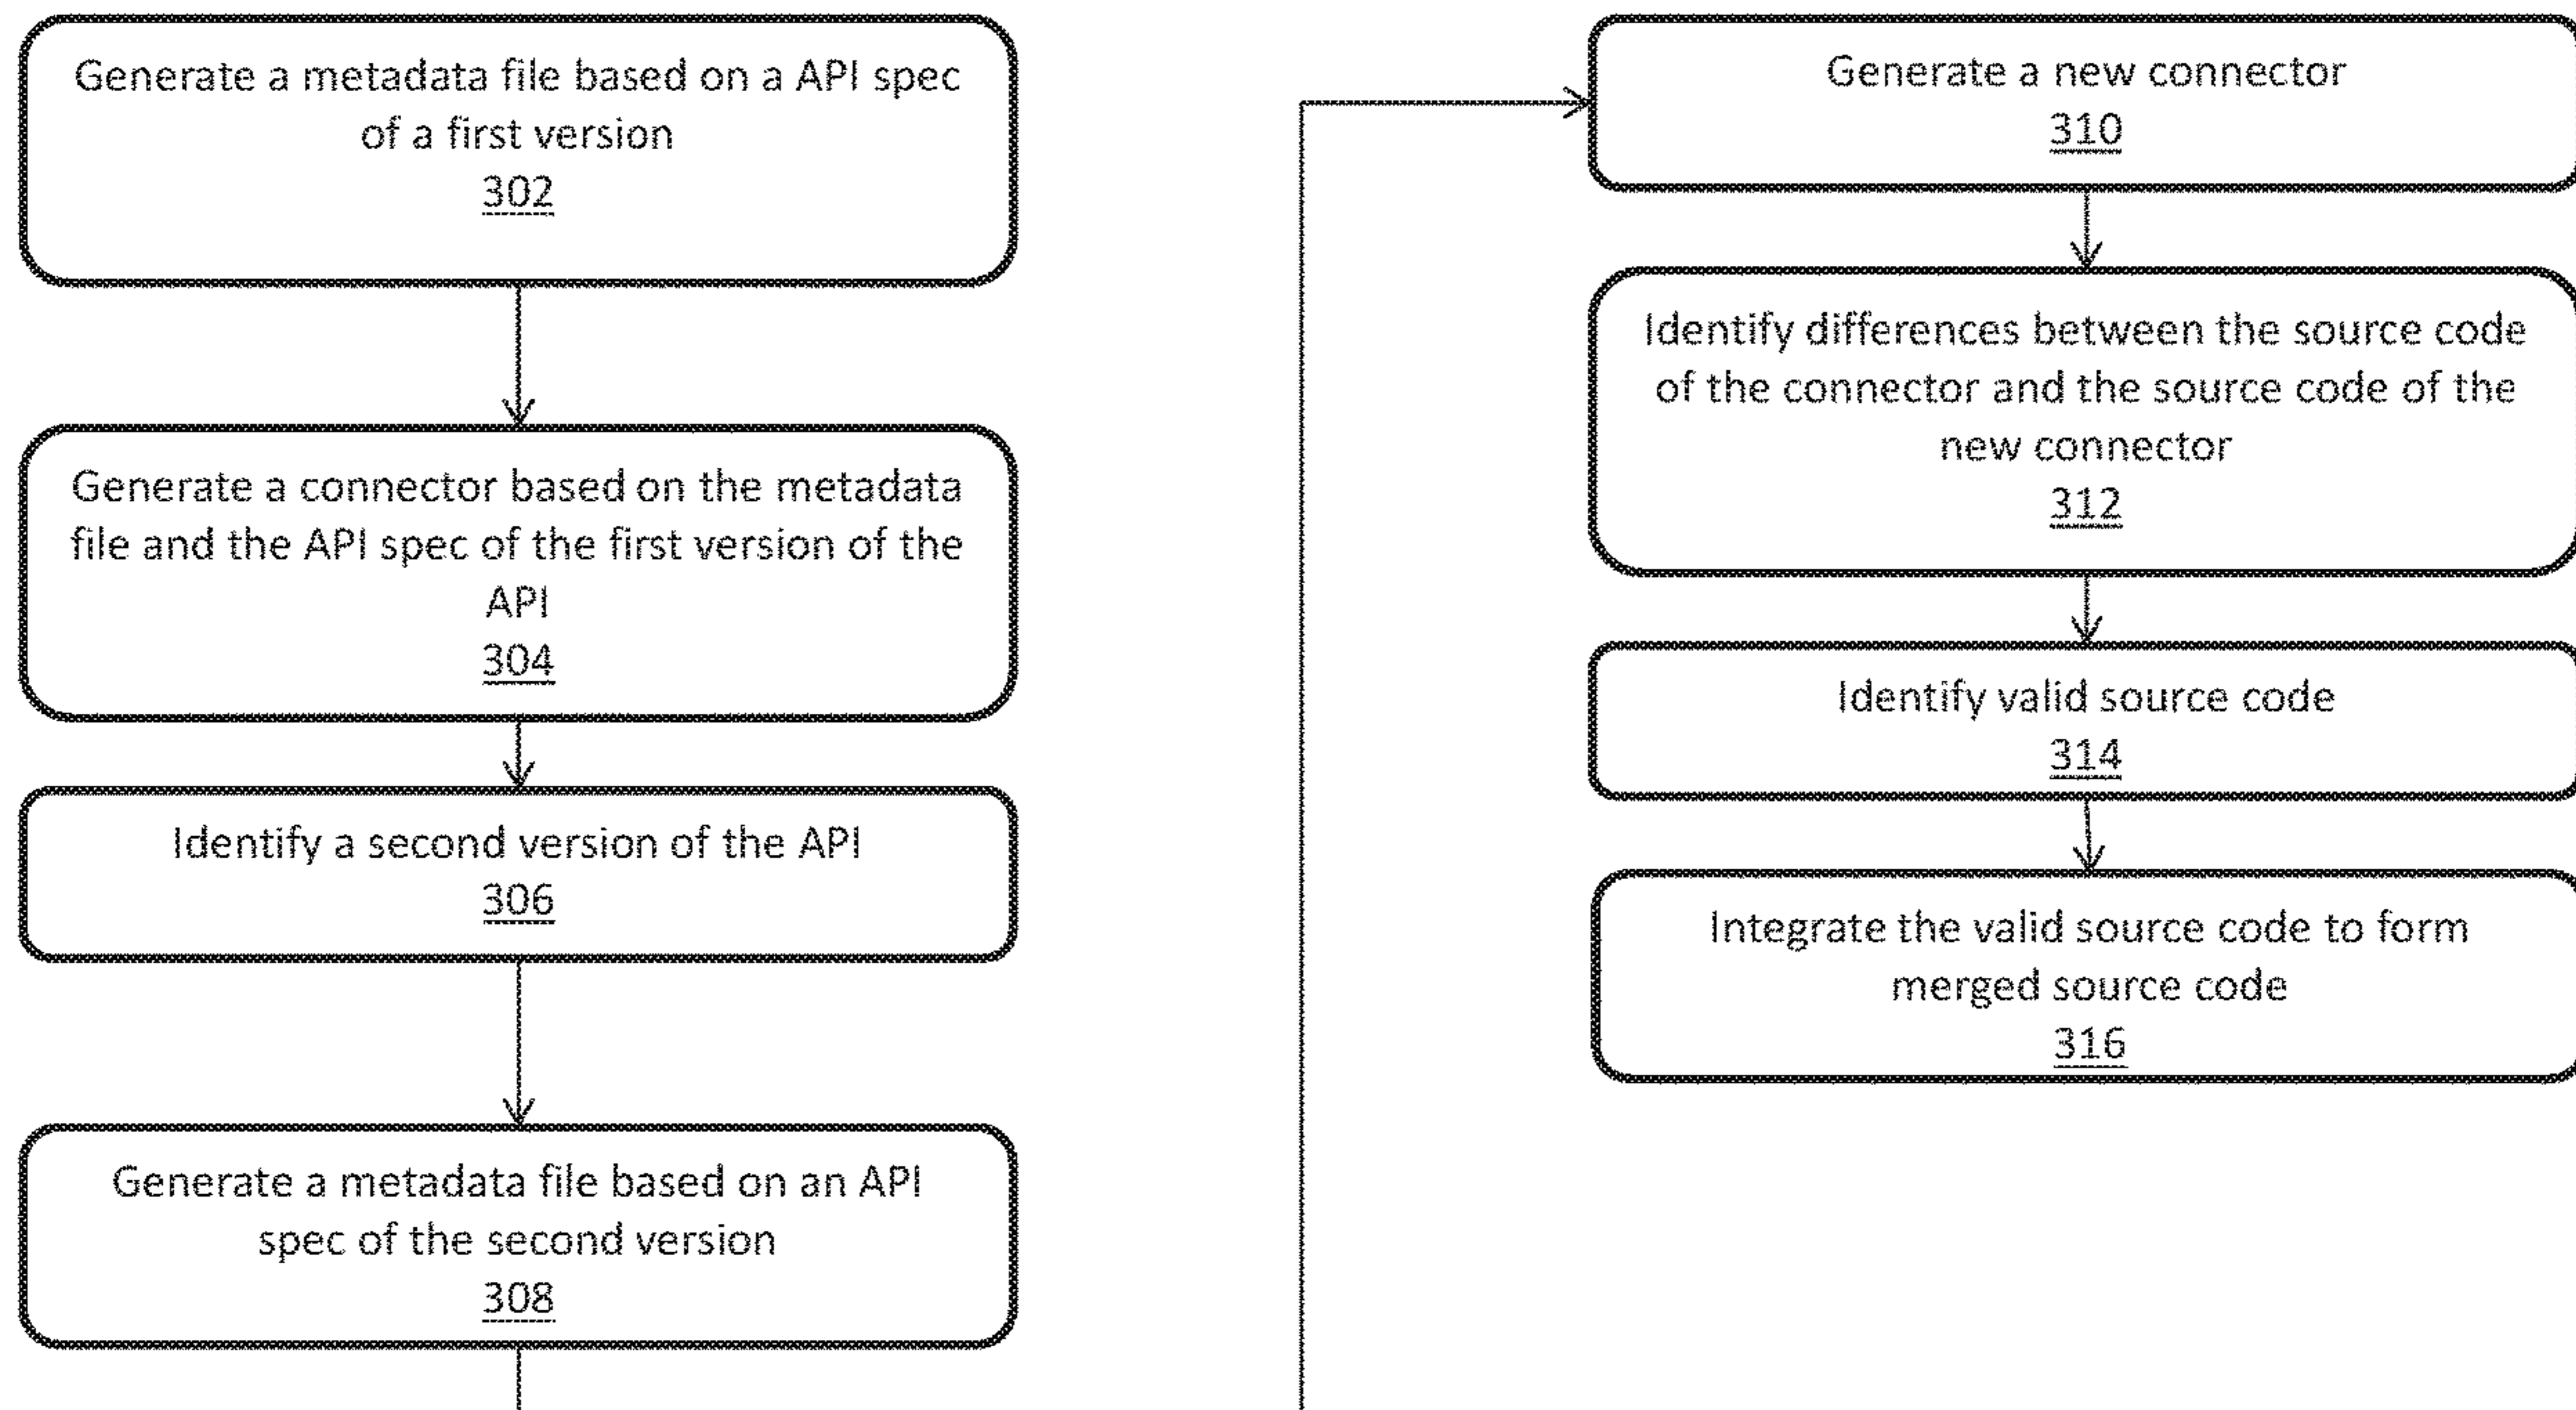 Generate a metadata file based on a API spec
of a first version
302
Generate a connector based on the metadata
file and the API spec of the first version of the
API
304
Identify a second version of the API
306
Generate a metadata file based on an API
spec of the second version
308
Generate a new connector
310
Identify differences between the source code
of the connector and the source code of the
new connector
312
Identify valid source code
314
Integrate the valid source code to form
merged source code
316